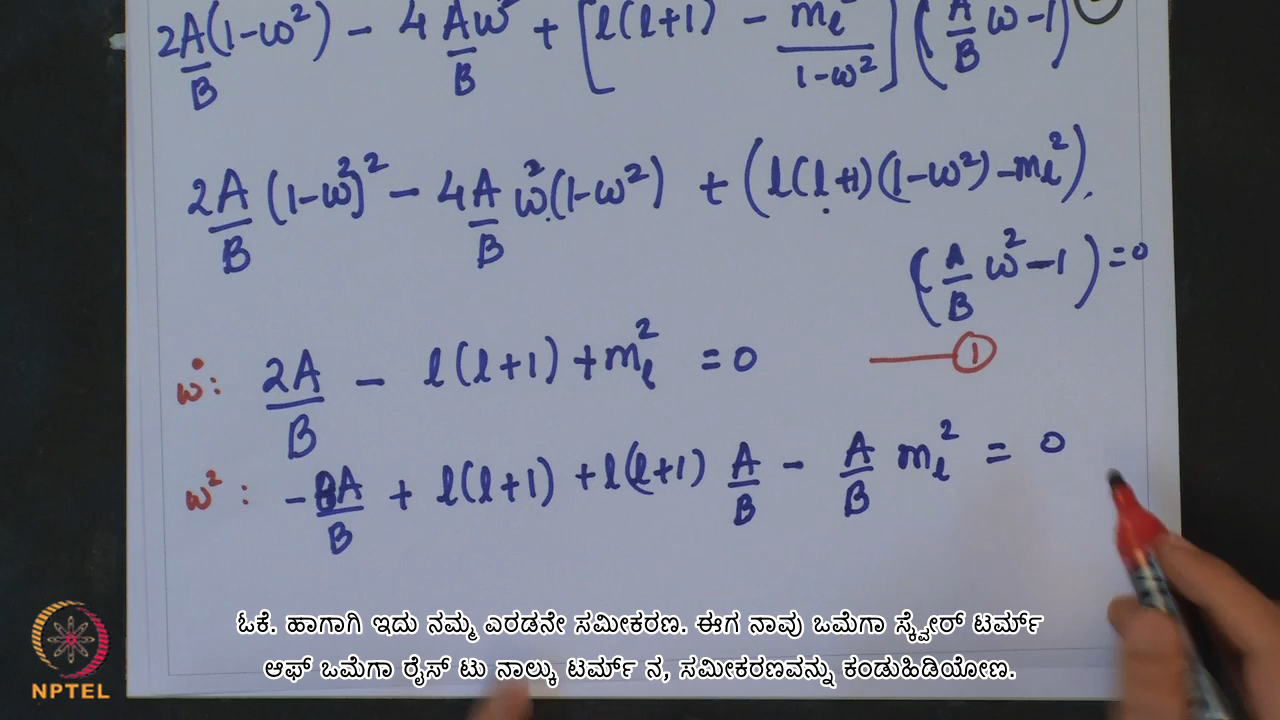 2A/B (1-ω²) - 4 A/B ω² + [l(l+1) - m_l²/(1-ω²)] (A/B ω² - 1)
2A/B (1-ω²)² - 4A/B ω²(1-ω²) + (l(l+1)(1-ω²) - m_l²).
(A/B ω² - 1) = 0
ω⁰: 2A/B - l(l+1) + m_l² = 0 —— ①
ω²: - 8A/B + l(l+1) + l(l+1) A/B - A/B m_l² = 0
ಓಕೆ. ಹಾಗಾಗಿ ಇದು ನಮ್ಮ ಎರಡನೇ ಸಮೀಕರಣ. ಈಗ ನಾವು ಒಮೆಗಾ ಸ್ಕ್ವೇರ್ ಟರ್ಮ್
ಆಫ್ ಒಮೆಗಾ ರೈಸ್ ಟು ನಾಲ್ಕು ಟರ್ಮ್ ನ, ಸಮೀಕರಣವನ್ನು ಕಂಡುಹಿಡಿಯೋಣ.
NPTEL